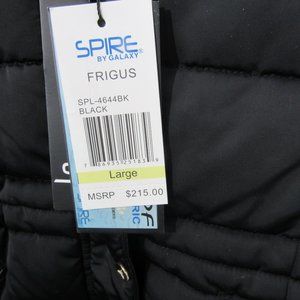 SPIRE
BY GALAXY®
FRIGUS
SPL-4644BK
BLACK
Large
MSRP $215.00